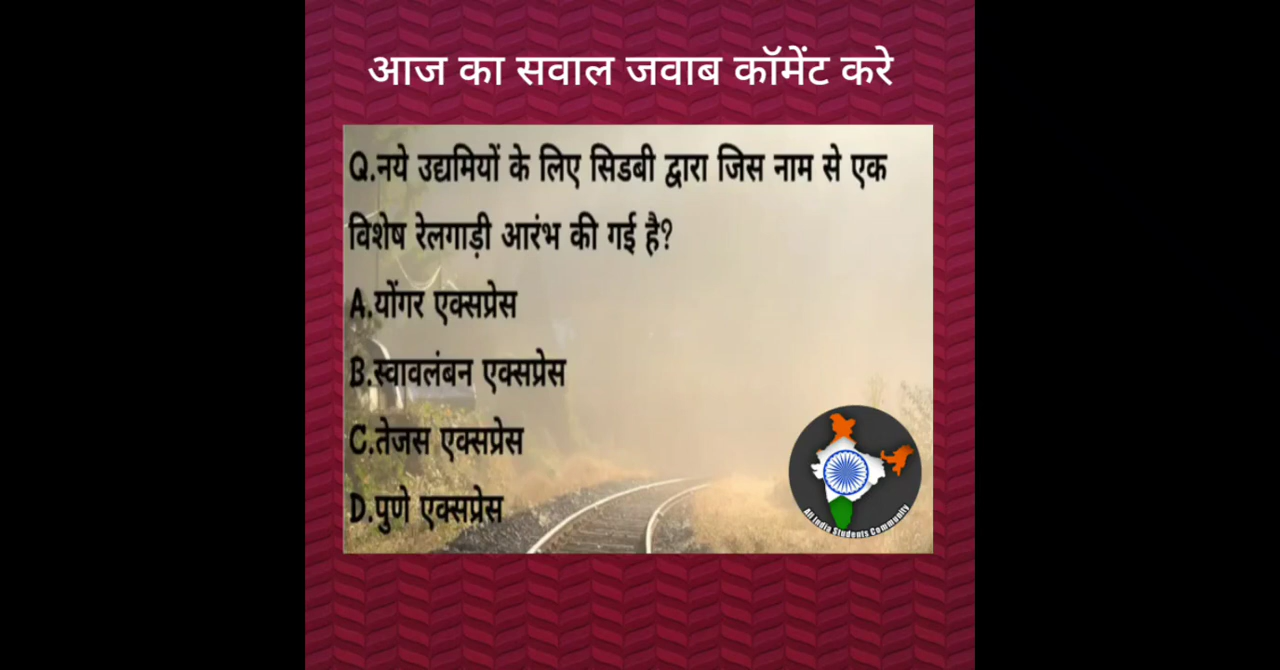 आज का सवाल जवाब कॉमेंट करे
Q.नये उद्यमियों के लिए सिडबी द्वारा जिस नाम से एक
विशेष रेलगाड़ी आरंभ की गई है?
A.योंगर एक्सप्रेस
B.स्वावलंबन एक्सप्रेस
C.तेजस एक्सप्रेस
D.पुणे एक्सप्रेस
All India Students Community